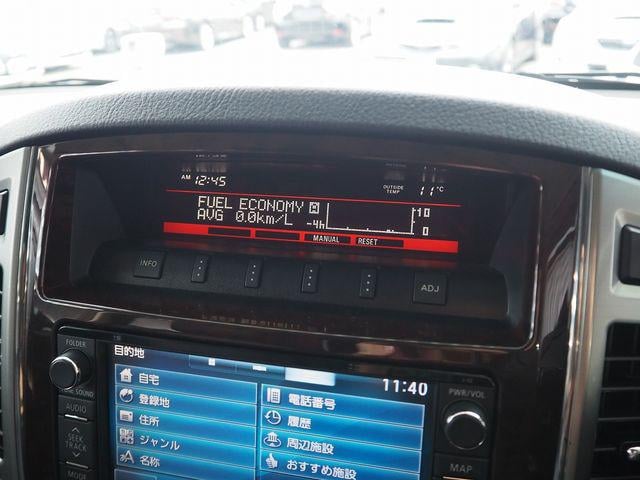 AM 12:45
OUTSIDE TEMP 11°C
FUEL ECONOMY M
AVG 0.0km/L -4h
10
0
MANUAL RESET
INFO
ADJ
FOLDER
目的地
11:40
PWR/VOL
自宅
電話番号
登録地
履歴
AUDIO
住所
周辺施設
SEEK
TRACK
ジャンル
おすすめ施設
名称
MODE
MAP